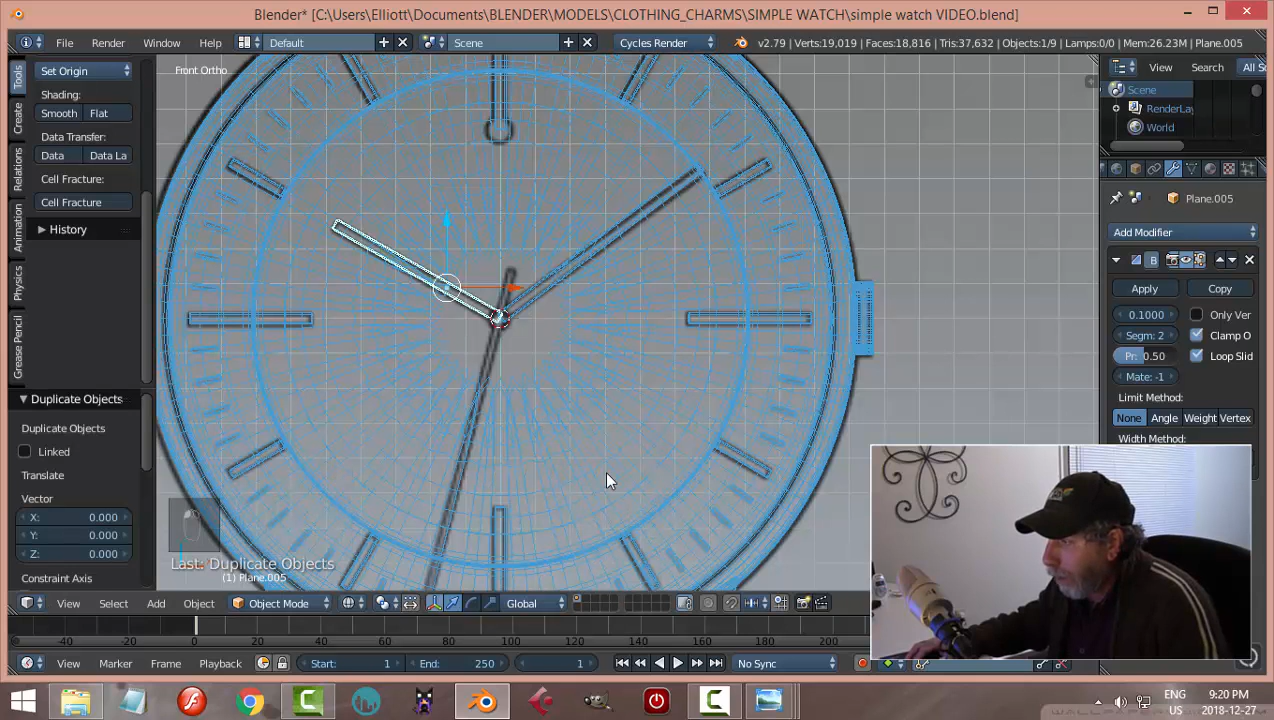 Blender* [C:\Users\Elliott\Documents\BLENDER\MODELS\CLOTHING_CHARMS\SIMPLE WATCH\simple watch VIDEO.blend]
File Render Window Help Default Scene Cycles Render v2.79 | Verts:19,019 | Faces:18,816 | Tris:37,632 | Objects:1/9 | Lamps:0/0 | Mem:26.23M | Plane.005 View Search All S
Set Origin
Front Ortho
Shading:
Smooth Flat
Data Transfer:
Data Data La
Cell Fracture:
Cell Fracture
History
Tools
Create
Relations
Animation
Physics
Grease Pencil
Scene
RenderLay
World
Plane.005
Add Modifier
B
Apply Copy
0.1000 Only Ver
Segm: 2 Clamp O
Pr: 0.50 Loop Slid
Mate: -1
Limit Method:
None Angle Weight Vertex
Width Method:
Duplicate Objects
Duplicate Objects
Linked
Translate
Vector
X: 0.000
Y: 0.000
Z: 0.000
Constraint Axis
Last: Duplicate Objects
(1) Plane.005
View Select Add Object Object Mode Global
-40 -20 0 20 40 60 80 100 120 140 160 180 200
View Marker Frame Playback Start: 1 End: 250 1 No Sync
ENG
US
9:20 PM
2018-12-27